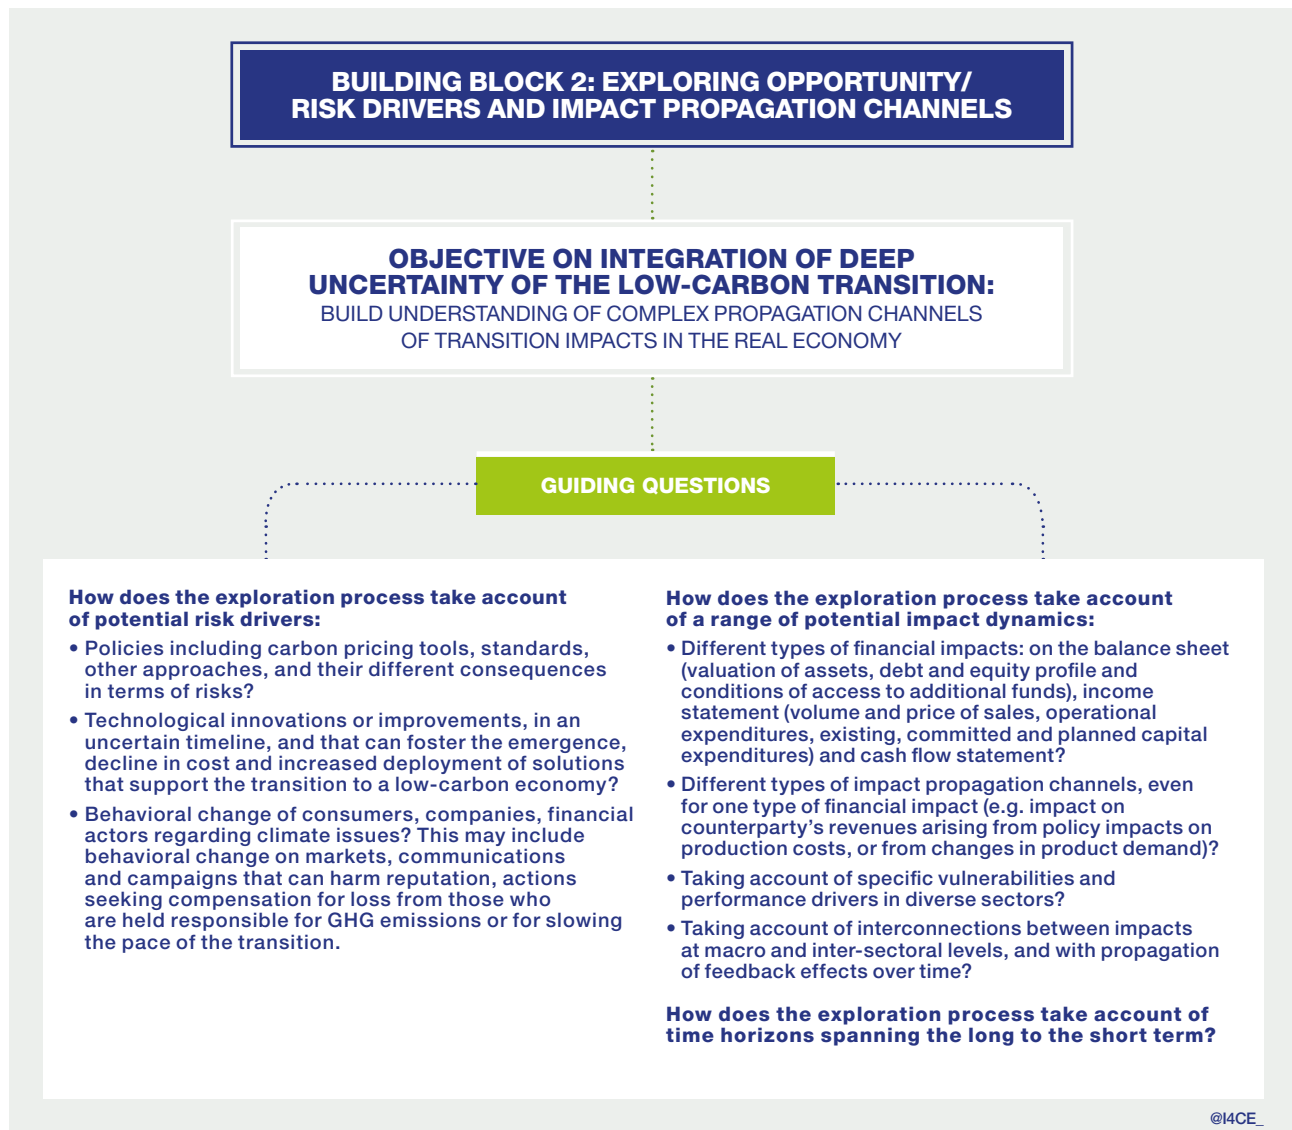 BUILDING BLOCK 2: EXPLORING OPPORTUNITY/
RISK DRIVERS AND IMPACT PROPAGATION CHANNELS
OBJECTIVE ON INTEGRATION OF DEEP
UNCERTAINTY OF THE LOW-CARBON TRANSITION:
BUILD UNDERSTANDING OF COMPLEX PROPAGATION CHANNELS
OF TRANSITION IMPACTS IN THE REAL ECONOMY
GUIDING QUESTIONS
How does the exploration process take account
of potential risk drivers:
• Policies including carbon pricing tools, standards,
other approaches, and their different consequences
in terms of risks?
• Technological innovations or improvements, in an
uncertain timeline, and that can foster the emergence,
decline in cost and increased deployment of solutions
that support the transition to a low-carbon economy?
• Behavioral change of consumers, companies, financial
actors regarding climate issues? This may include
behavioral change on markets, communications
and campaigns that can harm reputation, actions
seeking compensation for loss from those who
are held responsible for GHG emissions or for slowing
the pace of the transition.
How does the exploration process take account
of a range of potential impact dynamics:
• Different types of financial impacts: on the balance sheet
(valuation of assets, debt and equity profile and
conditions of access to additional funds), income
statement (volume and price of sales, operational
expenditures, existing, committed and planned capital
expenditures) and cash flow statement?
• Different types of impact propagation channels, even
for one type of financial impact (e.g. impact on
counterparty's revenues arising from policy impacts on
production costs, or from changes in product demand)?
• Taking account of specific vulnerabilities and
performance drivers in diverse sectors?
• Taking account of interconnections between impacts
at macro and inter-sectoral levels, and with propagation
of feedback effects over time?
How does the exploration process take account of
time horizons spanning the long to the short term?
@I4CE_